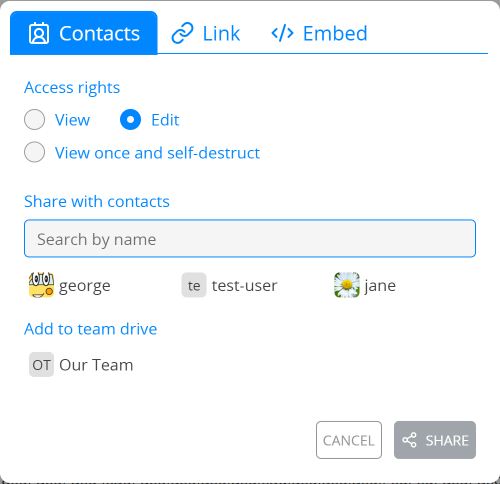 Contacts Link </> Embed
Access rights
View Edit
View once and self-destruct
Share with contacts
Search by name
george te test-user jane
Add to team drive
OT Our Team
CANCEL SHARE